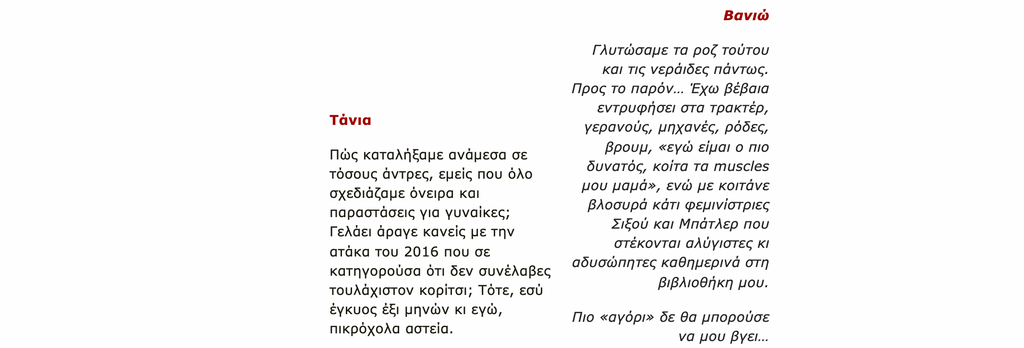 Βανιώ
Γλυτώσαμε τα ροζ τούτου
και τις νεράιδες πάντως.
Προς το παρόν… Έχω βέβαια
εντρυφήσει στα τρακτέρ,
γερανούς, μηχανές, ρόδες,
βρουμ, «εγώ είμαι ο πιο
δυνατός, κοίτα τα muscles
μου μαμά», ενώ με κοιτάνε
βλοσυρά κάτι φεμινίστριες
Σιξού και Μπάτλερ που
στέκονται αλύγιστες κι
αδυσώπητες καθημερινά στη
βιβλιοθήκη μου.
Πιο «αγόρι» δε θα μπορούσε
να μου βγει…
Τάνια
Πώς καταλήξαμε ανάμεσα σε
τόσους άντρες, εμείς που όλο
σχεδιάζαμε όνειρα και
παραστάσεις για γυναίκες;
Γελάει άραγε κανείς με την
ατάκα του 2016 που σε
κατηγορούσα ότι δεν συνέλαβες
τουλάχιστον κορίτσι; Τότε, εσύ
έγκυος έξι μηνών κι εγώ,
πικρόχολα αστεία.